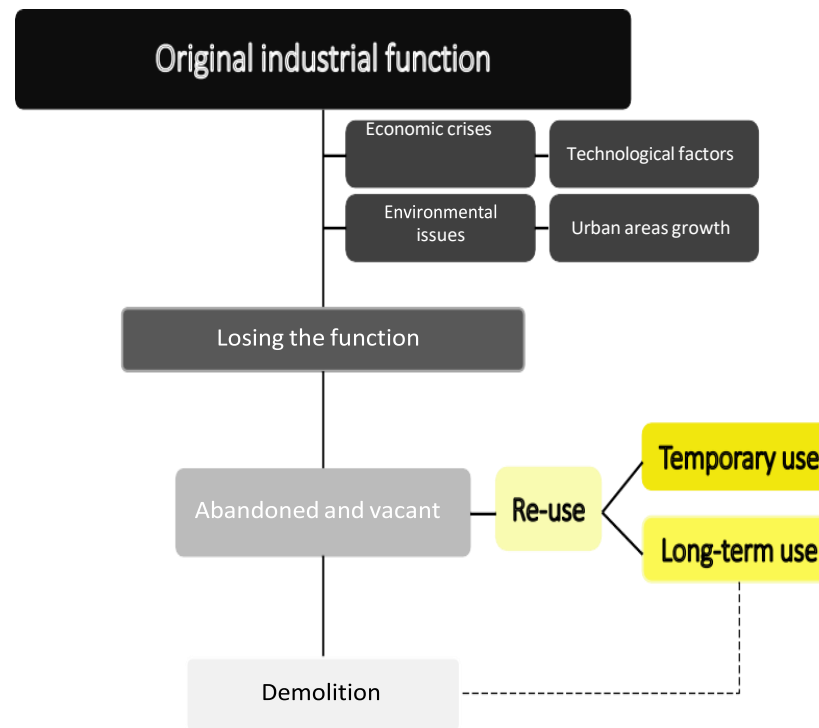 Original industrial function
Economic crises
Technological factors
Environmental
issues
Urban areas growth
Losing the function
Abandoned and vacant
Re-use
Temporary use
Long-term use
Demolition